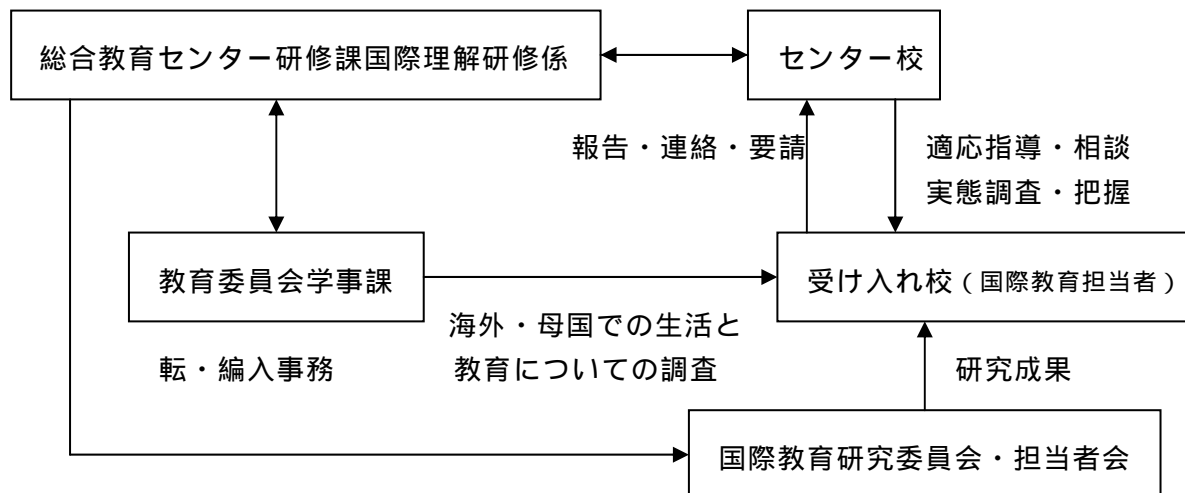 総合教育センター研修課国際理解研修係
センター校
報告・連絡・要請
適応指導・相談
実態調査・把握
教育委員会学事課
受け入れ校（国際教育担当者）
海外・母国での生活と
教育についての調査
転・編入事務
研究成果
国際教育研究委員会・担当者会